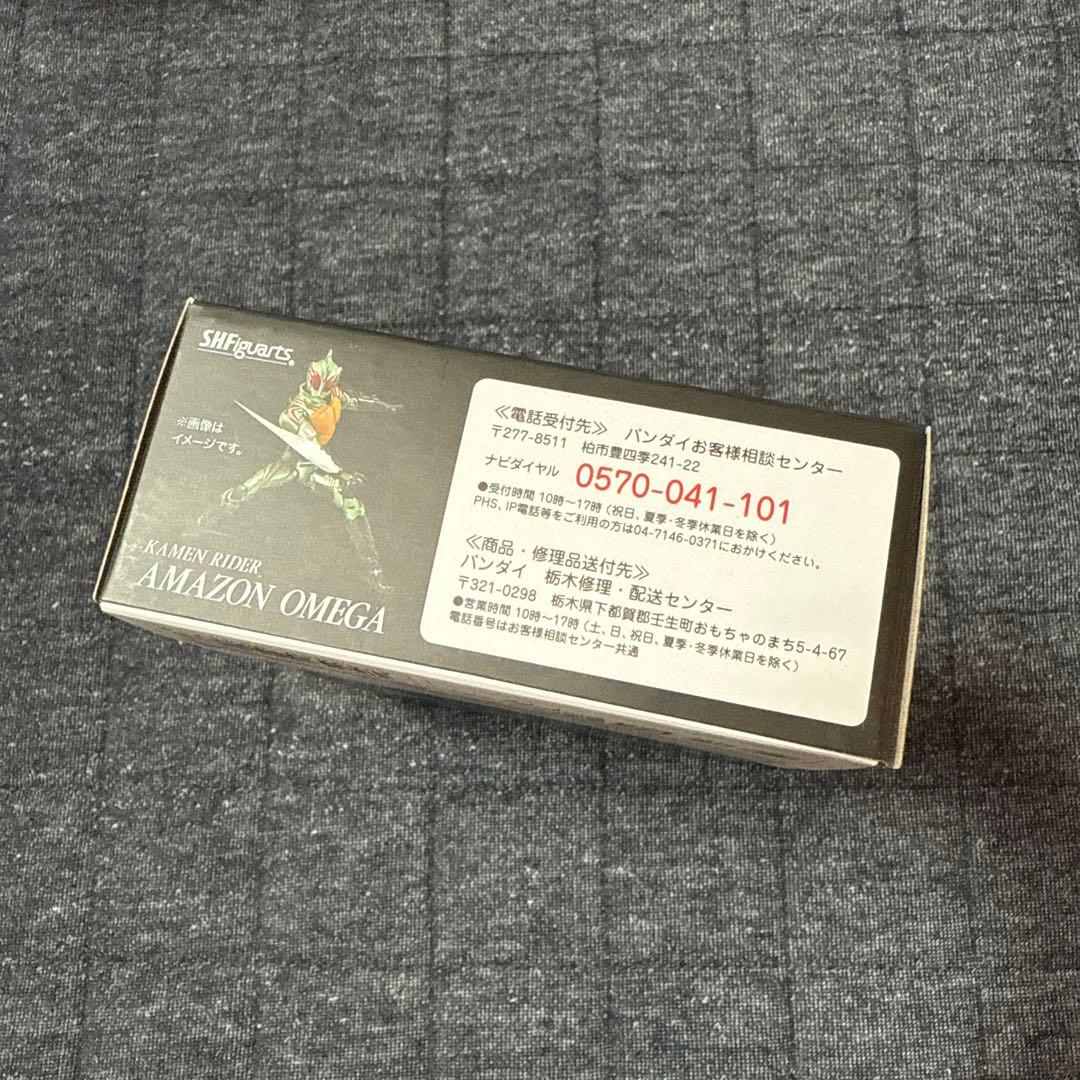 S.H.Figuarts®
※画像は
イメージです。
KAMEN RIDER
AMAZON OMEGA
≪電話受付先≫ バンダイお客様相談センター
〒277-8511 柏市豊四季241-22
ナビダイヤル 0570-041-101
●受付時間 10時～17時（祝日、夏季・冬季休業日を除く）
PHS、IP電話等をご利用の方は04-7146-0371におかけください。
≪商品・修理品送付先≫
バンダイ 栃木修理・配送センター
〒321-0298 栃木県下都賀郡壬生町おもちゃのまち5-4-67
●営業時間 10時～17時（土、日、祝日、夏季・冬季休業日を除く）
電話番号はお客様相談センター共通